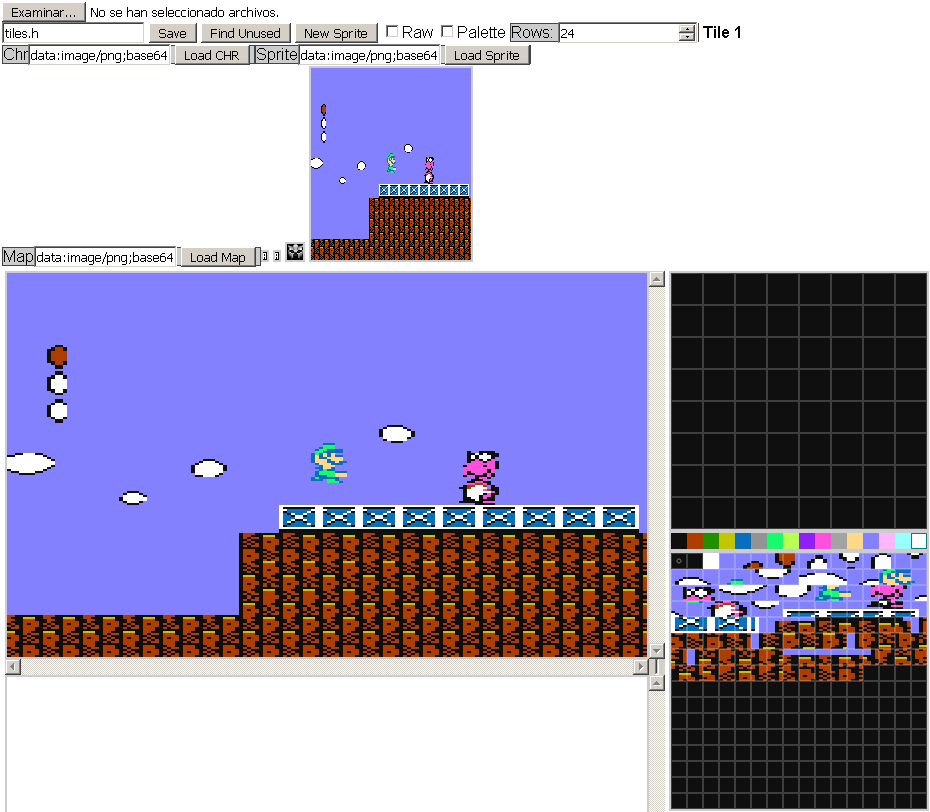 Examinar... No se han seleccionado archivos.
tiles.h Save Find Unused New Sprite Raw Palette Rows: 24 Tile 1
Chr data:image/png;base64 Load CHR Sprite data:image/png;base64 Load Sprite
Map data:image/png;base64 Load Map